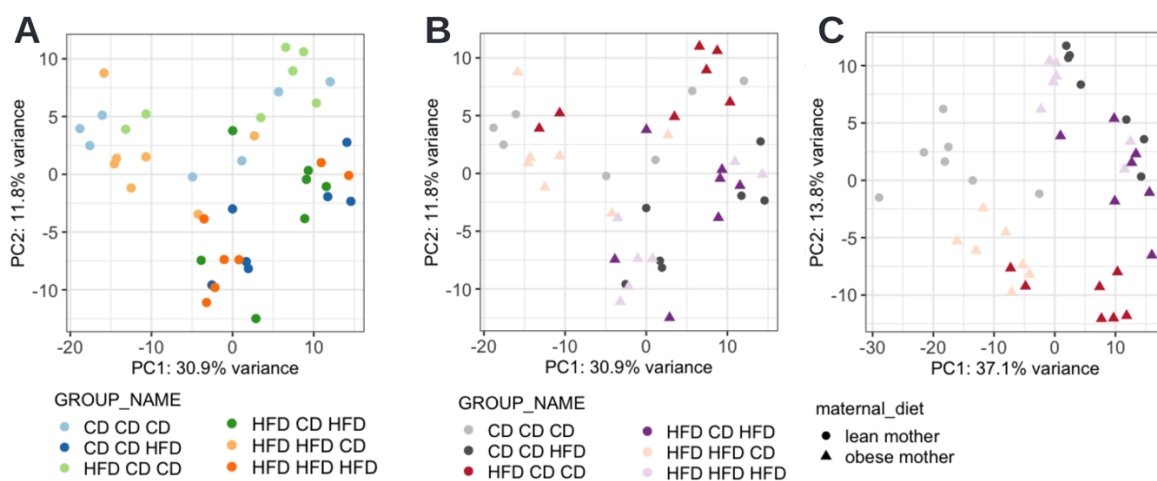 A
B
C
PC2: 11.8% variance
10
5
0
-5
-10
-20
-10
0
10
PC1: 30.9% variance
PC2: 11.8% variance
10
5
0
-5
-10
-20
-10
0
10
PC1: 30.9% variance
PC2: 13.8% variance
10
5
0
-5
-10
-30
-20
-10
0
10
PC1: 37.1% variance
GROUP_NAME
CD CD CD
CD CD HFD
HFD CD CD
HFD CD HFD
HFD HFD CD
HFD HFD HFD
GROUP_NAME
CD CD CD
CD CD HFD
HFD CD CD
HFD CD HFD
HFD HFD CD
HFD HFD HFD
maternal_diet
lean mother
obese mother